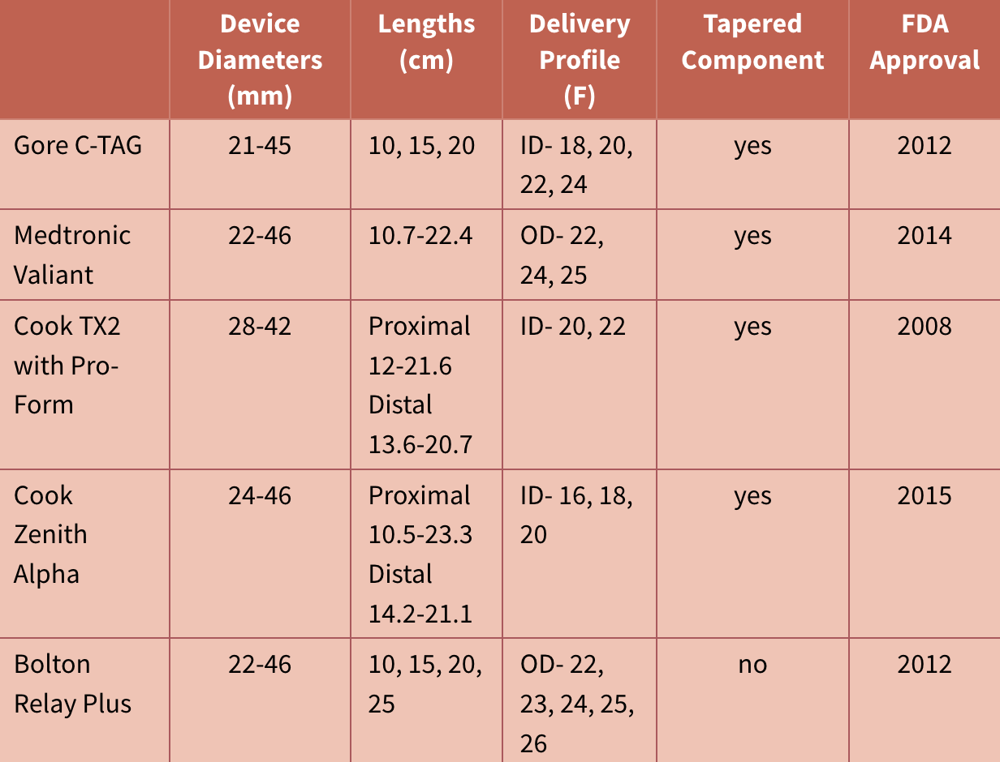 Device Diameters (mm) Lengths (cm) Delivery Profile (F) Tapered Component FDA Approval
Gore C-TAG 21-45 10, 15, 20 ID- 18, 20, 22, 24 yes 2012
Medtronic Valiant 22-46 10.7-22.4 OD- 22, 24, 25 yes 2014
Cook TX2 with Pro-Form 28-42 Proximal 12-21.6 Distal 13.6-20.7 ID- 20, 22 yes 2008
Cook Zenith Alpha 24-46 Proximal 10.5-23.3 Distal 14.2-21.1 ID- 16, 18, 20 yes 2015
Bolton Relay Plus 22-46 10, 15, 20, 25 OD- 22, 23, 24, 25, 26 no 2012